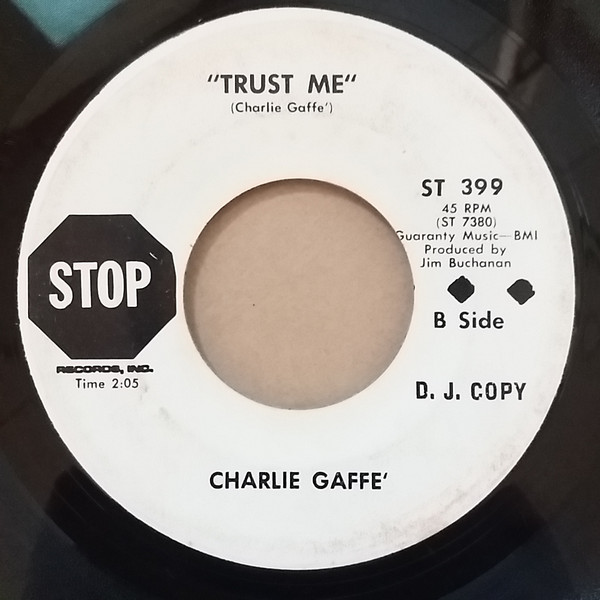 "TRUST ME"
(Charlie Gaffe')
ST 399
45 RPM
(ST 7380)
Guaranty Music—BMI
Produced by
Jim Buchanan
B Side
D. J. COPY
STOP
RECORDS, INC.
Time 2:05
CHARLIE GAFFE'